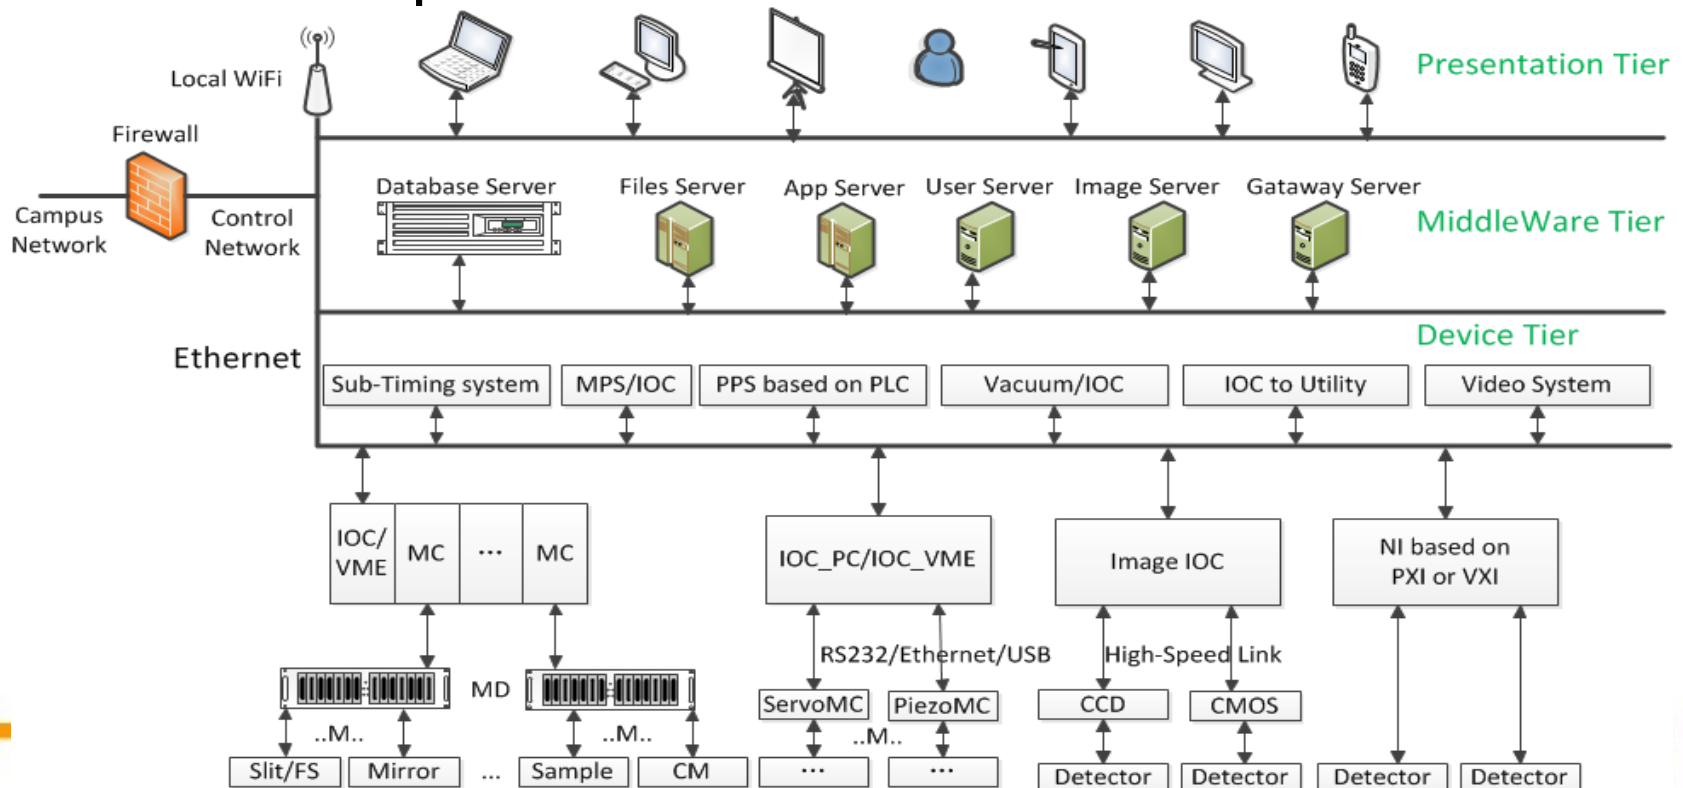 Local WiFi
Presentation Tier
Firewall
Campus
Network
Control
Network
Database Server
Files Server
App Server
User Server
Image Server
Gataway Server
MiddleWare Tier
Ethernet
Device Tier
Sub-Timing system
MPS/IOC
PPS based on PLC
Vacuum/IOC
IOC to Utility
Video System
IOC/
VME
MC
...
MC
IOC_PC/IOC_VME
Image IOC
NI based on
PXI or VXI
RS232/Ethernet/USB
High-Speed Link
MD
ServoMC
PiezoMC
CCD
CMOS
..M..
..M..
..M..
Slit/FS
Mirror
...
Sample
CM
...
...
Detector
Detector
Detector
Detector